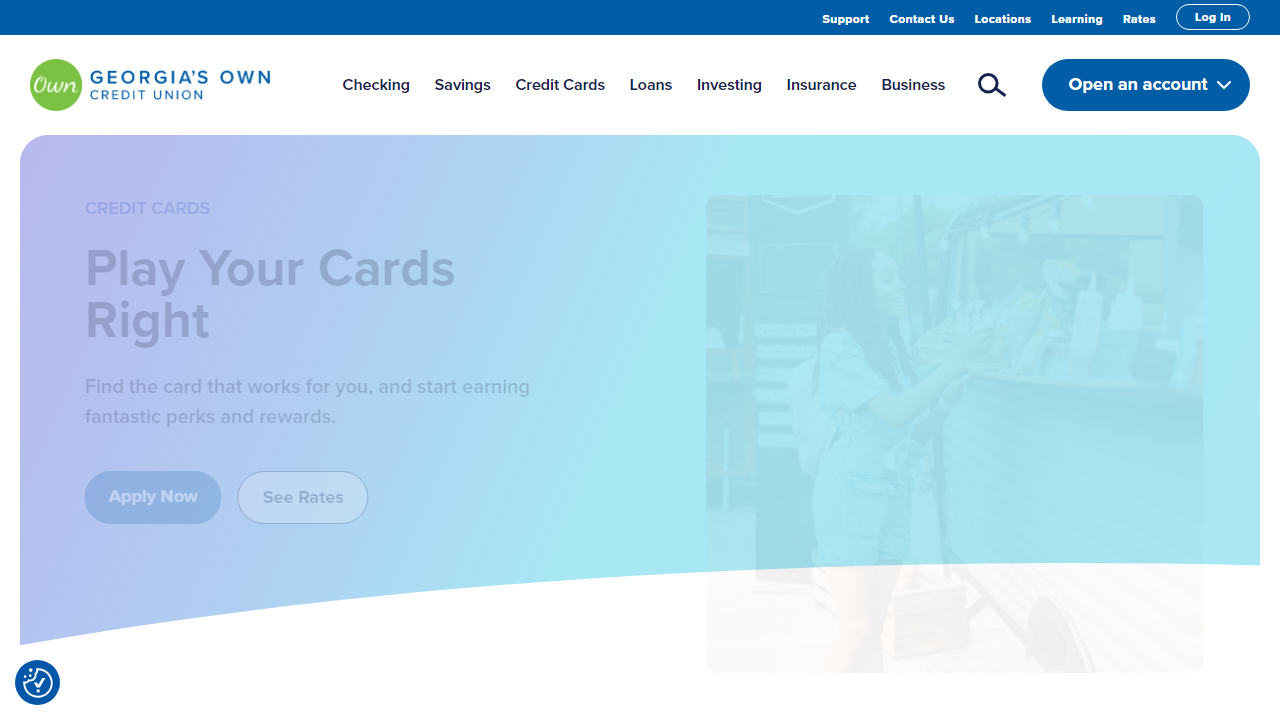 Support Contact Us Locations Learning Rates Log In
Own GEORGIA'S OWN
CREDIT UNION
Checking Savings Credit Cards Loans Investing Insurance Business Open an account
CREDIT CARDS
Play Your Cards
Right
Find the card that works for you, and start earning
fantastic perks and rewards.
Apply Now See Rates